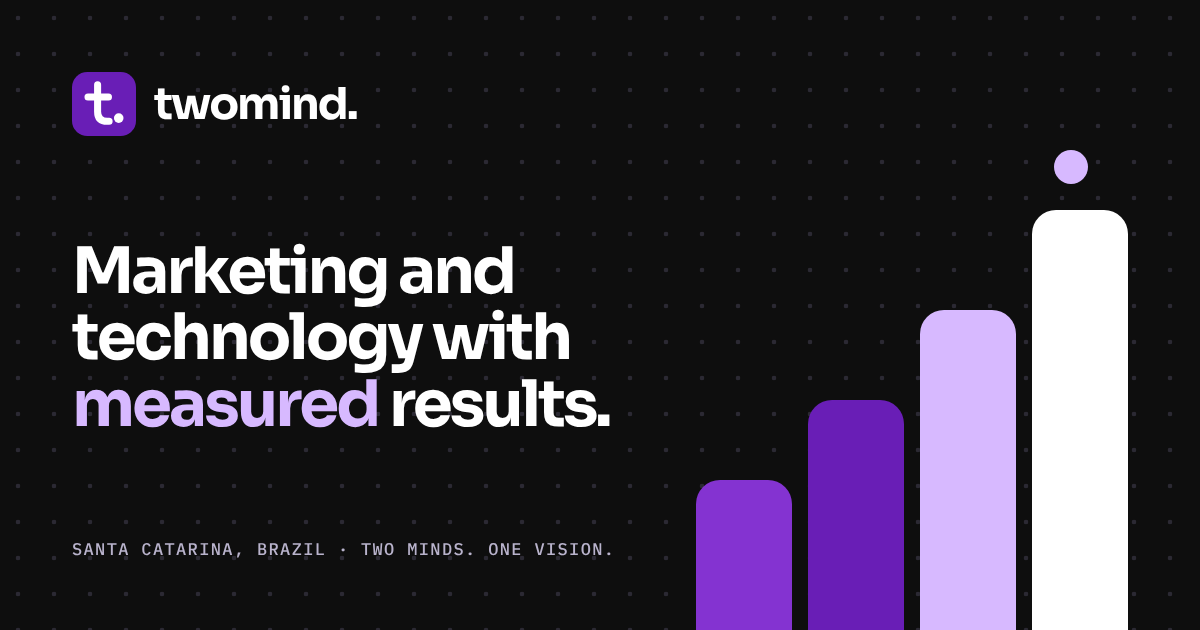 t.
twomind.
Marketing and
technology with
measured results.
SANTA CATARINA, BRAZIL · TWO MINDS. ONE VISION.